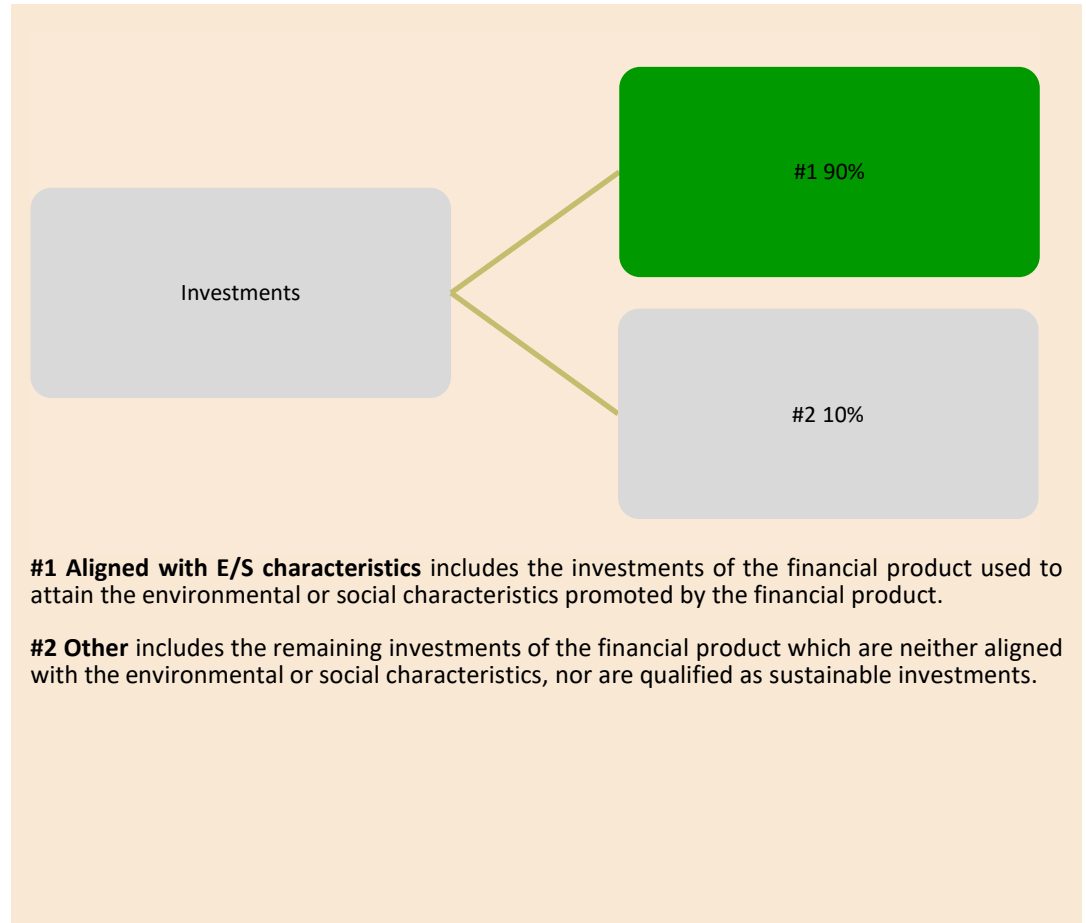 #1 90%
Investments
#2 10%
#1 Aligned with E/S characteristics includes the investments of the financial product used to
attain the environmental or social characteristics promoted by the financial product.
#2 Other includes the remaining investments of the financial product which are neither aligned
with the environmental or social characteristics, nor are qualified as sustainable investments.